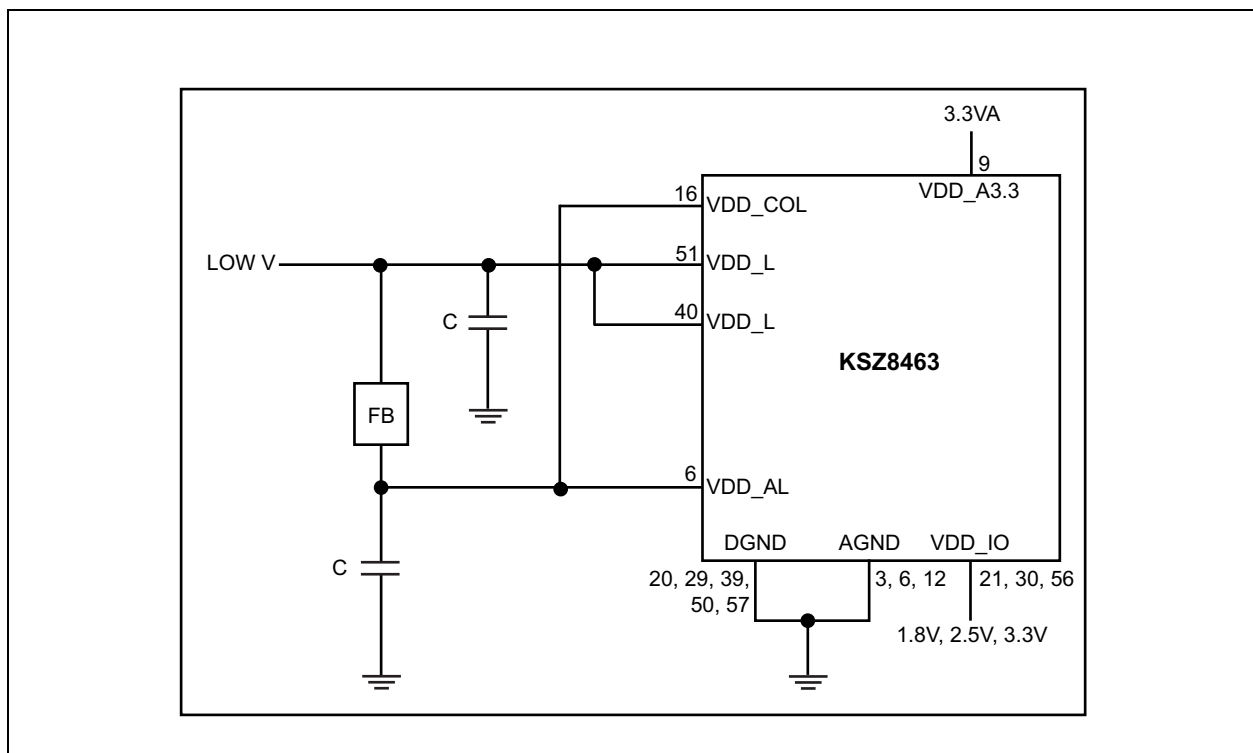 3.3VA
9
VDD_A3.3
16
VDD_COL
LOW V
51
VDD_L
C
40
VDD_L
KSZ8463
FB
6
VDD_AL
C
DGND
AGND
VDD_IO
20, 29, 39,
50, 57
3, 6, 12
21, 30, 56
1.8V, 2.5V, 3.3V